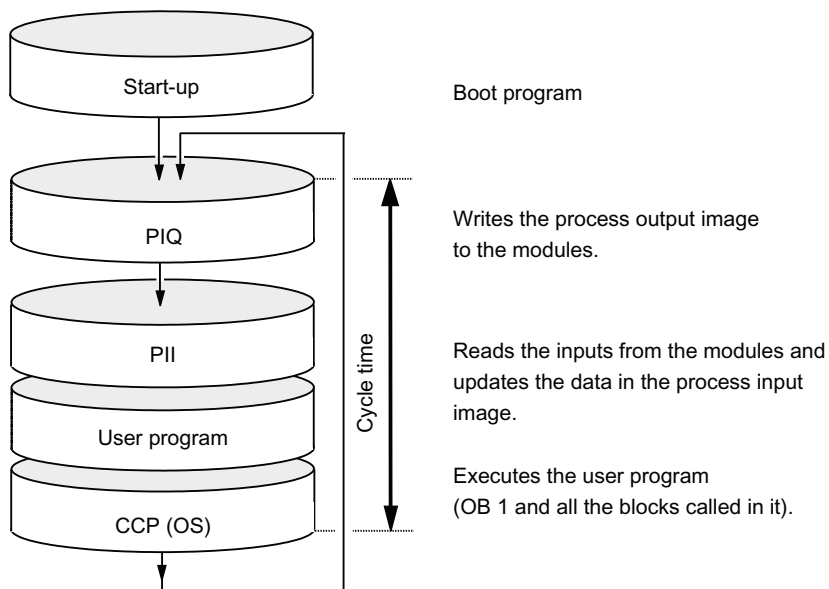 Start-up
Boot program
PIQ
Writes the process output image
to the modules.
PII
Reads the inputs from the modules and
updates the data in the process input
image.
Cycle time
User program
Executes the user program
(OB 1 and all the blocks called in it).
CCP (OS)